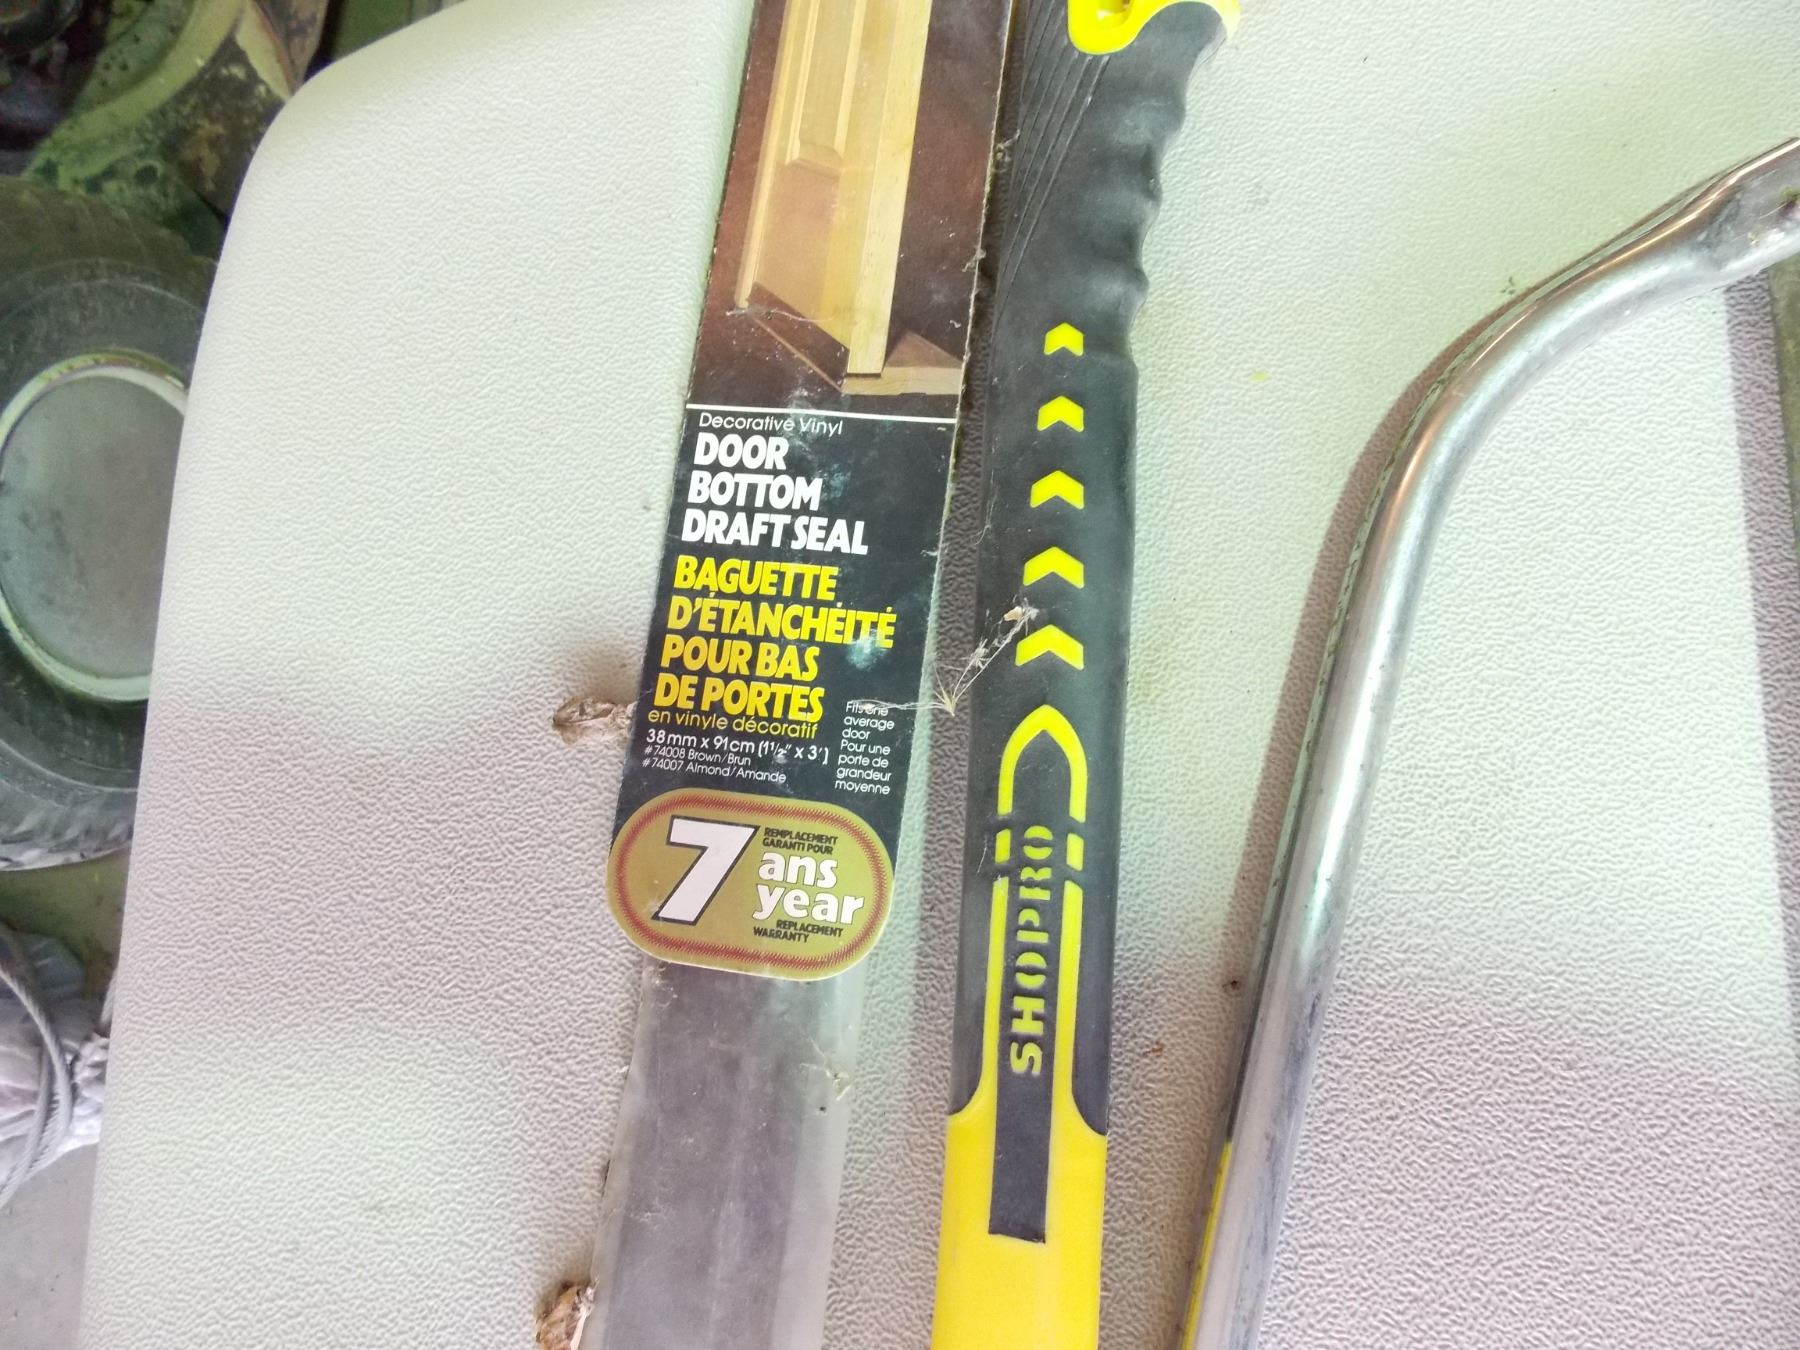 Decorative Vinyl
DOOR
BOTTOM
DRAFT SEAL
BAGUETTE
D'ÉTANCHÉITÉ
POUR BAS
DE PORTES
en vinyle décoratif
38mm x 91cm (1 1/2" x 3')
#74008 Brown/Brun
#74007 Almond/Amande
Fits one
average
door
Pour une
porte de
grandeur
moyenne
7
REMPLACEMENT
GARANTI POUR
ans
year
REPLACEMENT
WARRANTY
SHOPRO